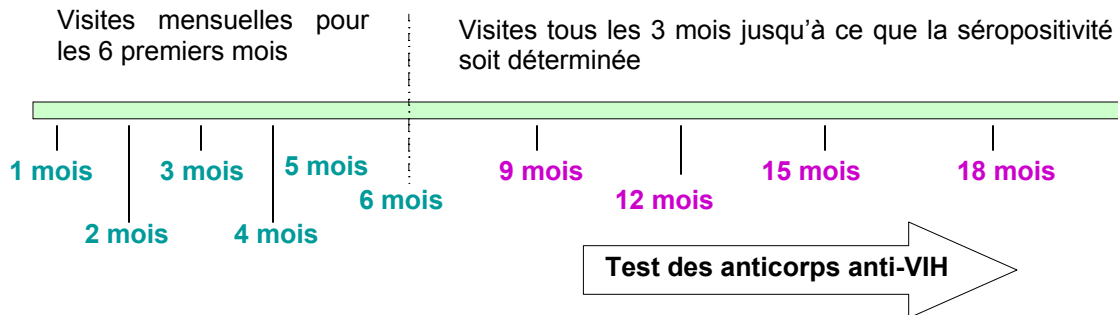 Visites mensuelles pour
les 6 premiers mois
Visites tous les 3 mois jusqu'à ce que la séropositivité
soit déterminée
1 mois
2 mois
3 mois
4 mois
5 mois
6 mois
9 mois
12 mois
15 mois
18 mois
Test des anticorps anti-VIH